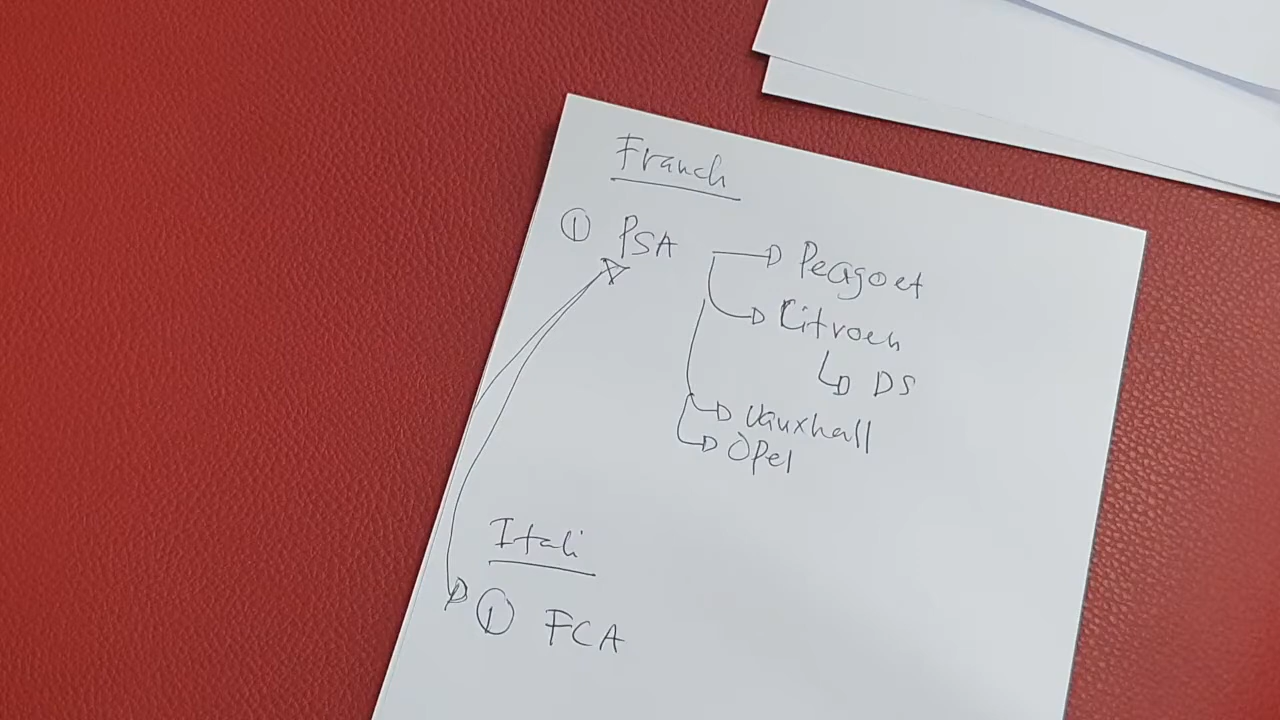 Franch
① PSA → Peagoet
→ Citroen
↳ DS
→ Vauxhall
→ Opel
Itali
① FCA